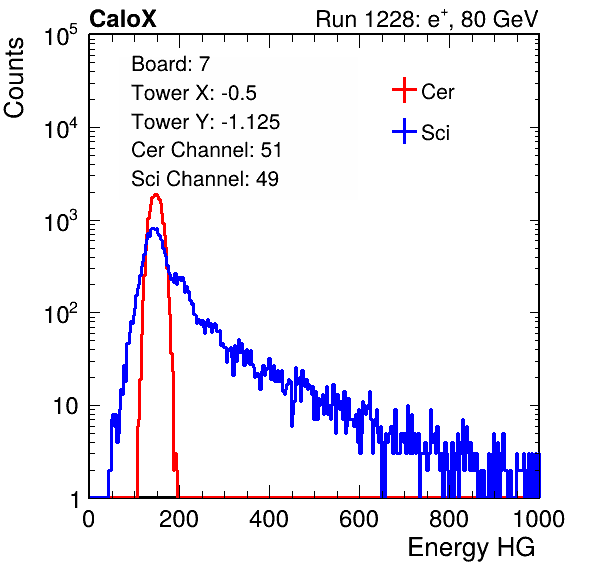 CaloX Run 1228: e+, 80 GeV
Counts
10^5
10^4
10^3
10^2
10
1
Board: 7
Tower X: -0.5
Tower Y: -1.125
Cer Channel: 51
Sci Channel: 49
Cer
Sci
0 200 400 600 800 1000
Energy HG